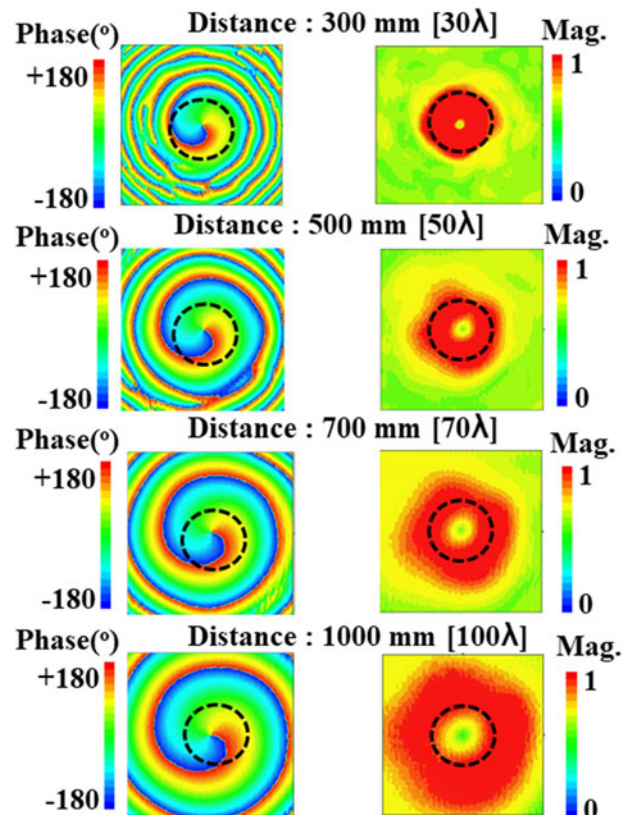 Phase(°) Distance : 300 mm [30λ] Mag.
+180 1
-180 0
Phase(°) Distance : 500 mm [50λ] Mag.
+180 1
-180 0
Phase(°) Distance : 700 mm [70λ] Mag.
+180 1
-180 0
Phase(°) Distance : 1000 mm [100λ] Mag.
+180 1
-180 0